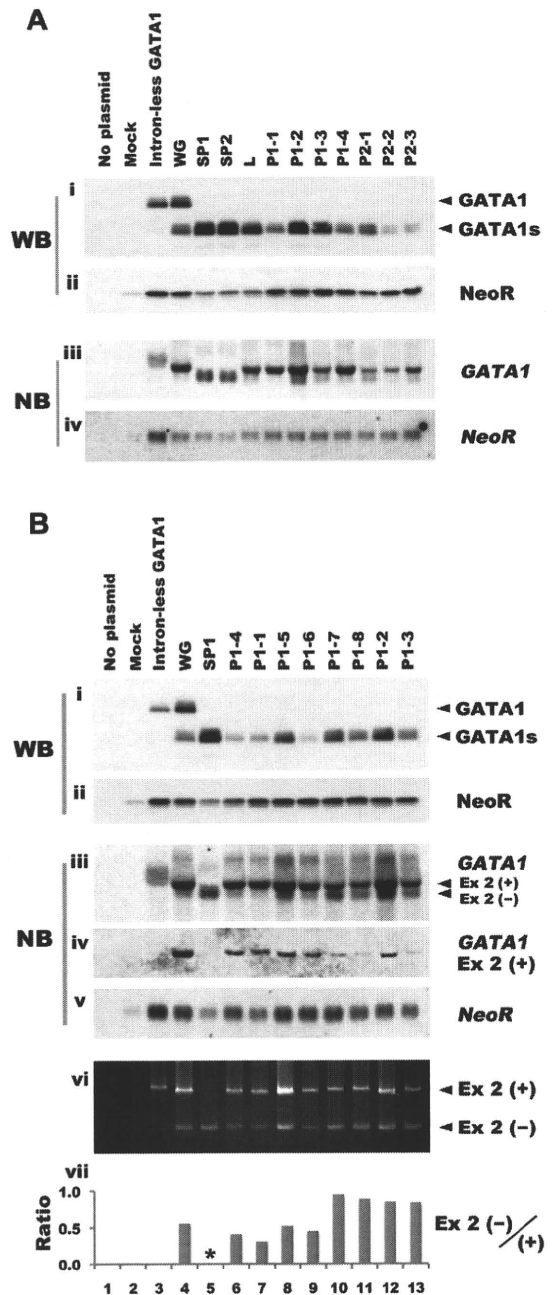 A
No plasmid
Mock
Intron-less GATA1
WG
SP1
SP2
L
P1-1
P1-2
P1-3
P1-4
P2-1
P2-2
P2-3
WB
i
GATA1
GATA1s
ii
NeoR
NB
iii
GATA1
iv
NeoR
B
No plasmid
Mock
Intron-less GATA1
WG
SP1
P1-4
P1-1
P1-5
P1-6
P1-7
P1-8
P1-2
P1-3
WB
i
GATA1
GATA1s
ii
NeoR
NB
iii
GATA1
Ex 2 (+)
Ex 2 (−)
iv
GATA1
Ex 2 (+)
v
NeoR
vi
Ex 2 (+)
Ex 2 (−)
vii
Ratio
1.0
0.5
0.0
*
Ex 2 (−)/(+)
1 2 3 4 5 6 7 8 9 10 11 12 13